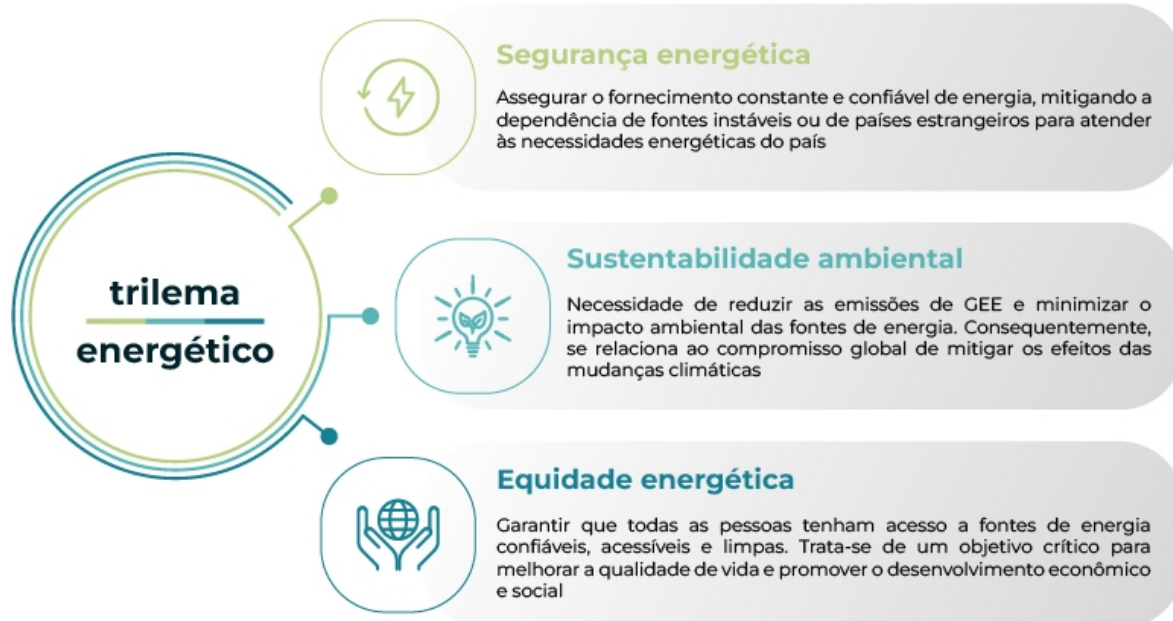 trilema
energético
Segurança energética
Assegurar o fornecimento constante e confiável de energia, mitigando a
dependência de fontes instáveis ou de países estrangeiros para atender
às necessidades energéticas do país
Sustentabilidade ambiental
Necessidade de reduzir as emissões de GEE e minimizar o
impacto ambiental das fontes de energia. Consequentemente,
se relaciona ao compromisso global de mitigar os efeitos das
mudanças climáticas
Equidade energética
Garantir que todas as pessoas tenham acesso a fontes de energia
confiáveis, acessíveis e limpas. Trata-se de um objetivo crítico para
melhorar a qualidade de vida e promover o desenvolvimento econômico
e social